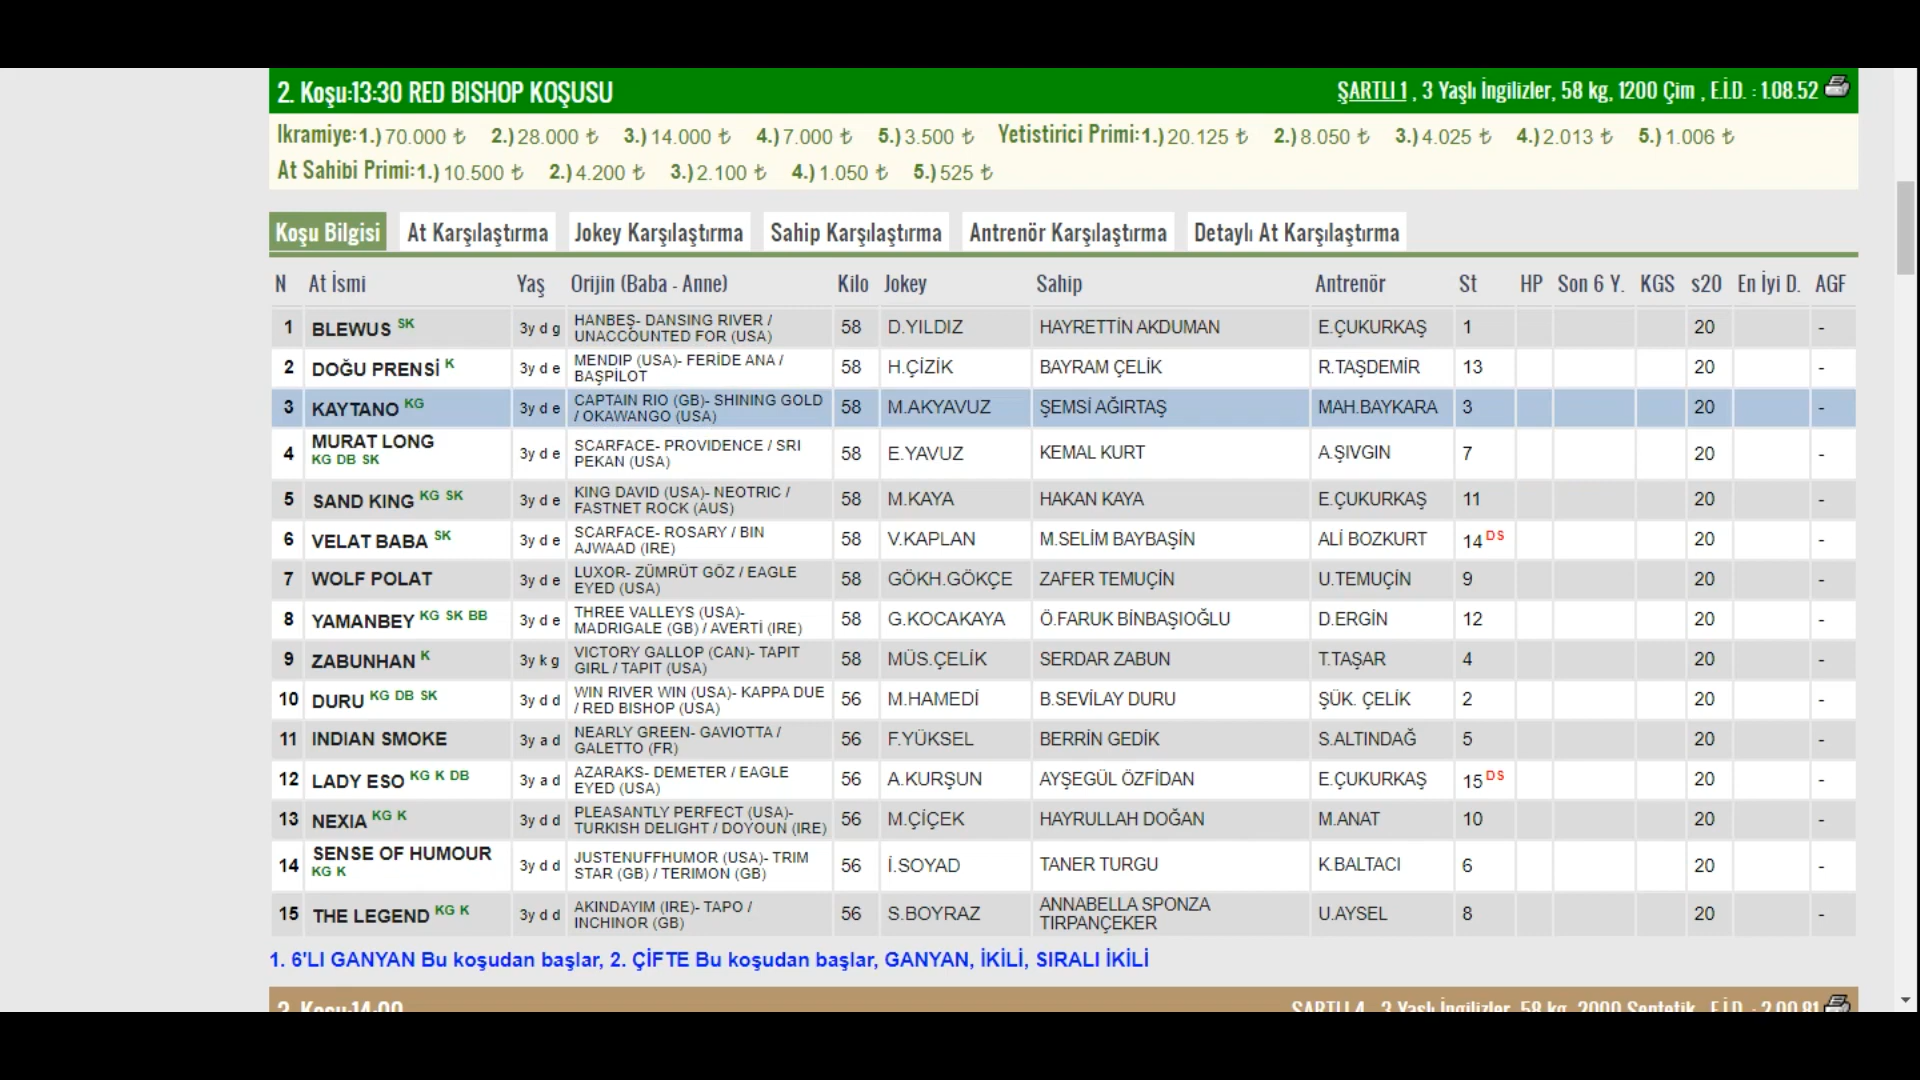 2. Koşu:13:30 RED BISHOP KOŞUSU ŞARTLI 1 , 3 Yaşlı İngilizler, 58 kg, 1200 Çim , E.İ.D. : 1.08.52
Ikramiye:1.) 70.000 ₺ 2.) 28.000 ₺ 3.) 14.000 ₺ 4.) 7.000 ₺ 5.) 3.500 ₺ Yetistirici Primi:1.) 20.125 ₺ 2.) 8.050 ₺ 3.) 4.025 ₺ 4.) 2.013 ₺ 5.) 1.006 ₺
At Sahibi Primi:1.) 10.500 ₺ 2.) 4.200 ₺ 3.) 2.100 ₺ 4.) 1.050 ₺ 5.) 525 ₺
Koşu Bilgisi At Karşılaştırma Jokey Karşılaştırma Sahip Karşılaştırma Antrenör Karşılaştırma Detaylı At Karşılaştırma
N At İsmi Yaş Orijin (Baba - Anne) Kilo Jokey Sahip Antrenör St HP Son 6 Y. KGS s20 En İyi D. AGF
1 BLEWUS SK 3y d g HANBEŞ- DANSING RIVER / UNACCOUNTED FOR (USA) 58 D.YILDIZ HAYRETTİN AKDUMAN E.ÇUKURKAŞ 1 20 -
2 DOĞU PRENSİ K 3y d e MENDIP (USA)- FERİDE ANA / BAŞPİLOT 58 H.ÇİZİK BAYRAM ÇELİK R.TAŞDEMİR 13 20 -
3 KAYTANO KG 3y d e CAPTAIN RIO (GB)- SHINING GOLD / OKAWANGO (USA) 58 M.AKYAVUZ ŞEMSİ AĞIRTAŞ MAH.BAYKARA 3 20 -
4 MURAT LONG KG DB SK 3y d e SCARFACE- PROVIDENCE / SRI PEKAN (USA) 58 E.YAVUZ KEMAL KURT A.ŞIVGIN 7 20 -
5 SAND KING KG SK 3y d e KING DAVID (USA)- NEOTRIC / FASTNET ROCK (AUS) 58 M.KAYA HAKAN KAYA E.ÇUKURKAŞ 11 20 -
6 VELAT BABA SK 3y d e SCARFACE- ROSARY / BIN AJWAAD (IRE) 58 V.KAPLAN M.SELİM BAYBAŞİN ALİ BOZKURT 14 DS 20 -
7 WOLF POLAT 3y d e LUXOR- ZÜMRÜT GÖZ / EAGLE EYED (USA) 58 GÖKH.GÖKÇE ZAFER TEMUÇİN U.TEMUÇİN 9 20 -
8 YAMANBEY KG SK BB 3y d e THREE VALLEYS (USA)- MADRIGALE (GB) / AVERTİ (IRE) 58 G.KOCAKAYA Ö.FARUK BİNBAŞIOĞLU D.ERGİN 12 20 -
9 ZABUNHAN K 3y k g VICTORY GALLOP (CAN)- TAPIT GIRL / TAPIT (USA) 58 MÜS.ÇELİK SERDAR ZABUN T.TAŞAR 4 20 -
10 DURU KG DB SK 3y d d WIN RIVER WIN (USA)- KAPPA DUE / RED BISHOP (USA) 56 M.HAMEDİ B.SEVİLAY DURU ŞÜK. ÇELİK 2 20 -
11 INDIAN SMOKE 3y a d NEARLY GREEN- GAVIOTTA / GALETTO (FR) 56 F.YÜKSEL BERRİN GEDİK S.ALTINDAĞ 5 20 -
12 LADY ESO KG K DB 3y a d AZARAKS- DEMETER / EAGLE EYED (USA) 56 A.KURŞUN AYŞEGÜL ÖZFİDAN E.ÇUKURKAŞ 15 DS 20 -
13 NEXIA KG K 3y d d PLEASANTLY PERFECT (USA)- TURKISH DELIGHT / DOYOUN (IRE) 56 M.ÇİÇEK HAYRULLAH DOĞAN M.ANAT 10 20 -
14 SENSE OF HUMOUR KG K 3y d d JUSTENUFFHUMOR (USA)- TRIM STAR (GB) / TERIMON (GB) 56 İ.SOYAD TANER TURGU K.BALTACI 6 20 -
15 THE LEGEND KG K 3y d d AKINDAYIM (IRE)- TAPO / INCHINOR (GB) 56 S.BOYRAZ ANNABELLA SPONZA TIRPANÇEKER U.AYSEL 8 20 -
1. 6'LI GANYAN Bu koşudan başlar, 2. ÇİFTE Bu koşudan başlar, GANYAN, İKİLİ, SIRALI İKİLİ
3. Koşu:14:00 ŞARTLI 4 , 3 Yaşlı İngilizler, 58 kg, 2000 Sentetik , E.İ.D. : 2.00.81